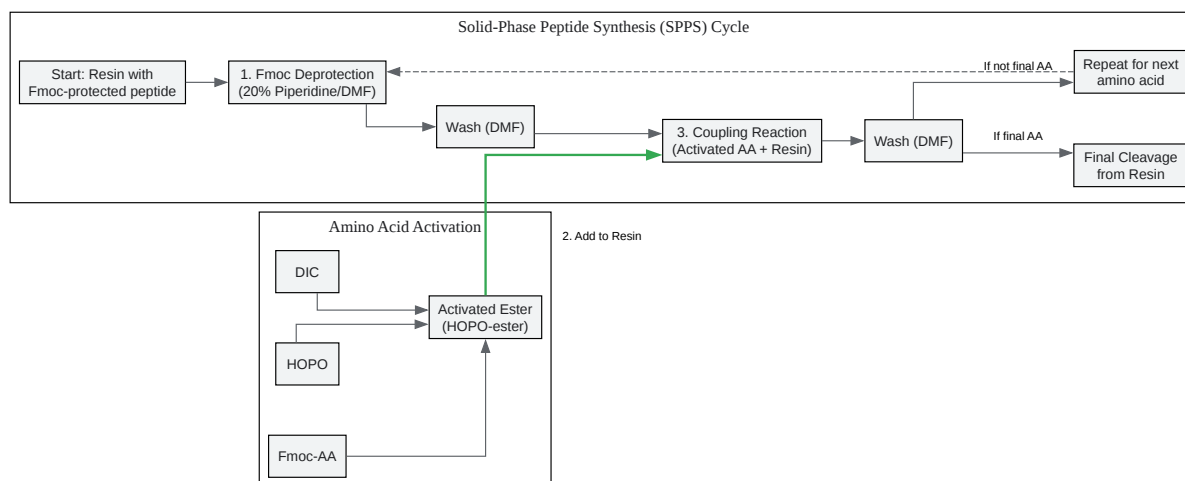 Solid-Phase Peptide Synthesis (SPPS) Cycle
Start: Resin with
Fmoc-protected peptide
1. Fmoc Deprotection
(20% Piperidine/DMF)
If not final AA
Repeat for next
amino acid
Wash (DMF)
3. Coupling Reaction
(Activated AA + Resin)
Wash (DMF)
If final AA
Final Cleavage
from Resin
Amino Acid Activation
2. Add to Resin
DIC
Activated Ester
(HOPO-ester)
HOPO
Fmoc-AA